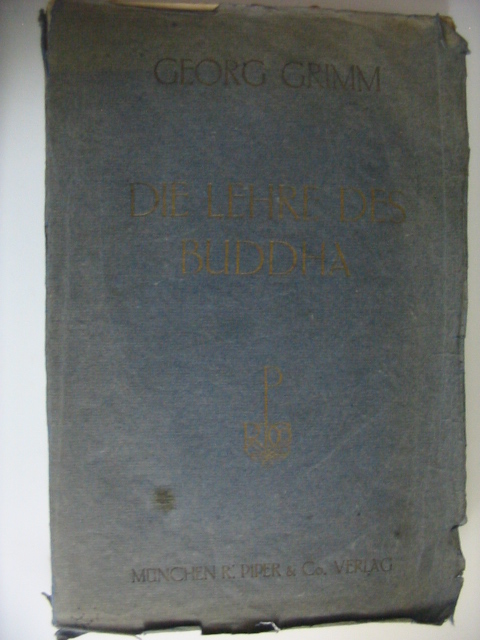 GEORG GRIMM
DIE LEHRE DES
BUDDHA
P
MÜNCHEN R. PIPER & Co. VERLAG